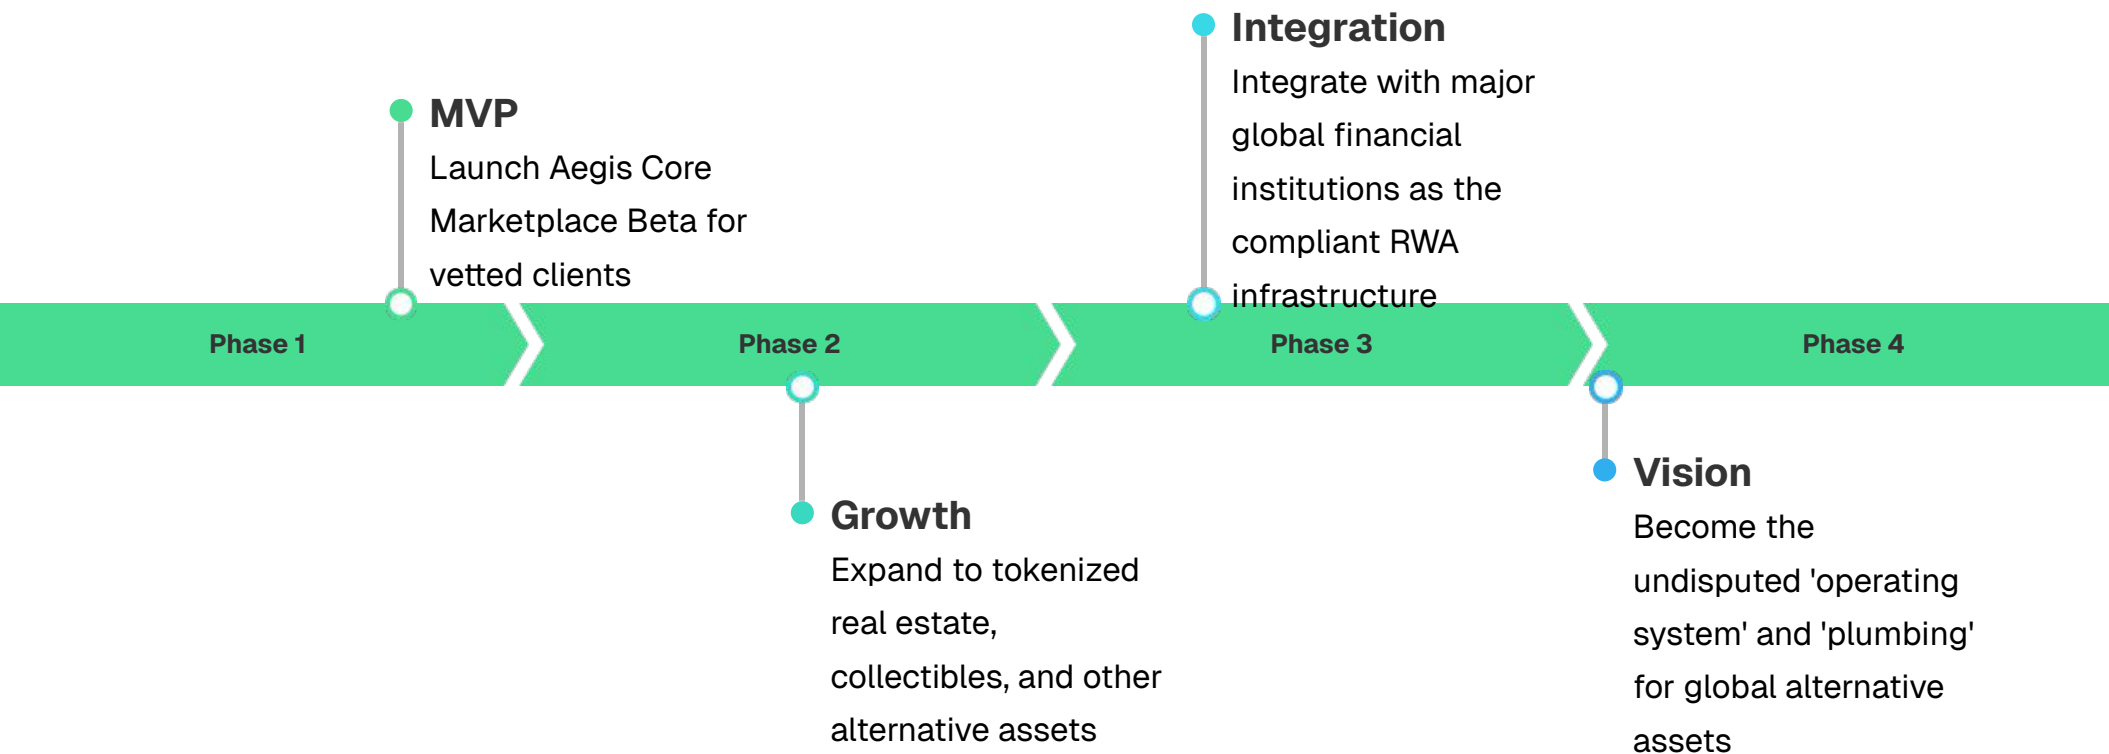 MVP
Launch Aegis Core
Marketplace Beta for
vetted clients
Integration
Integrate with major
global financial
institutions as the
compliant RWA
infrastructure
Phase 1
Phase 2
Phase 3
Phase 4
Growth
Expand to tokenized
real estate,
collectibles, and other
alternative assets
Vision
Become the
undisputed 'operating
system' and 'plumbing'
for global alternative
assets